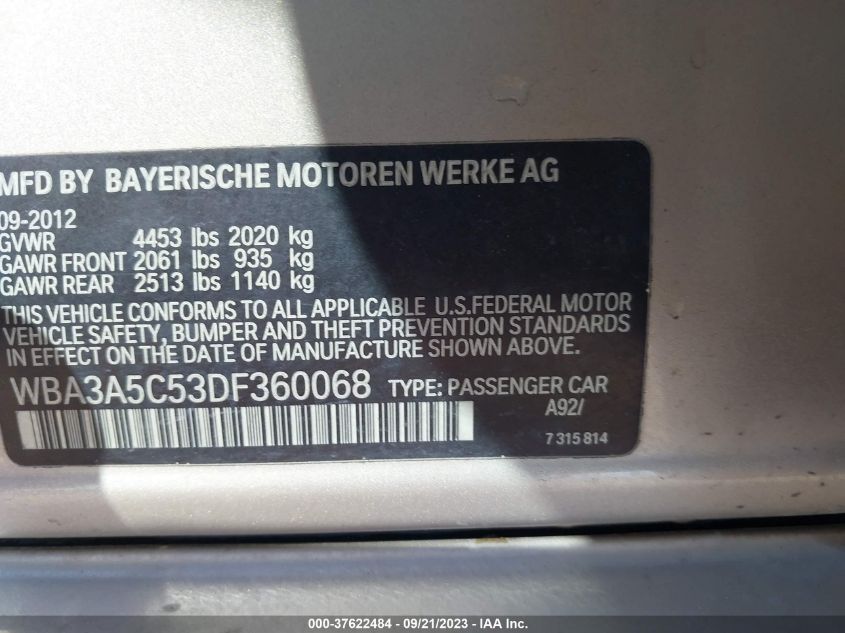 MFD BY BAYERISCHE MOTOREN WERKE AG
09-2012
GVWR 4453 lbs 2020 kg
GAWR FRONT 2061 lbs 935 kg
GAWR REAR 2513 lbs 1140 kg
THIS VEHICLE CONFORMS TO ALL APPLICABLE U.S.FEDERAL MOTOR
VEHICLE SAFETY, BUMPER AND THEFT PREVENTION STANDARDS
IN EFFECT ON THE DATE OF MANUFACTURE SHOWN ABOVE.
WBA3A5C53DF360068 TYPE: PASSENGER CAR
A92/
7 315 814
000-37622484 - 09/21/2023 - IAA Inc.